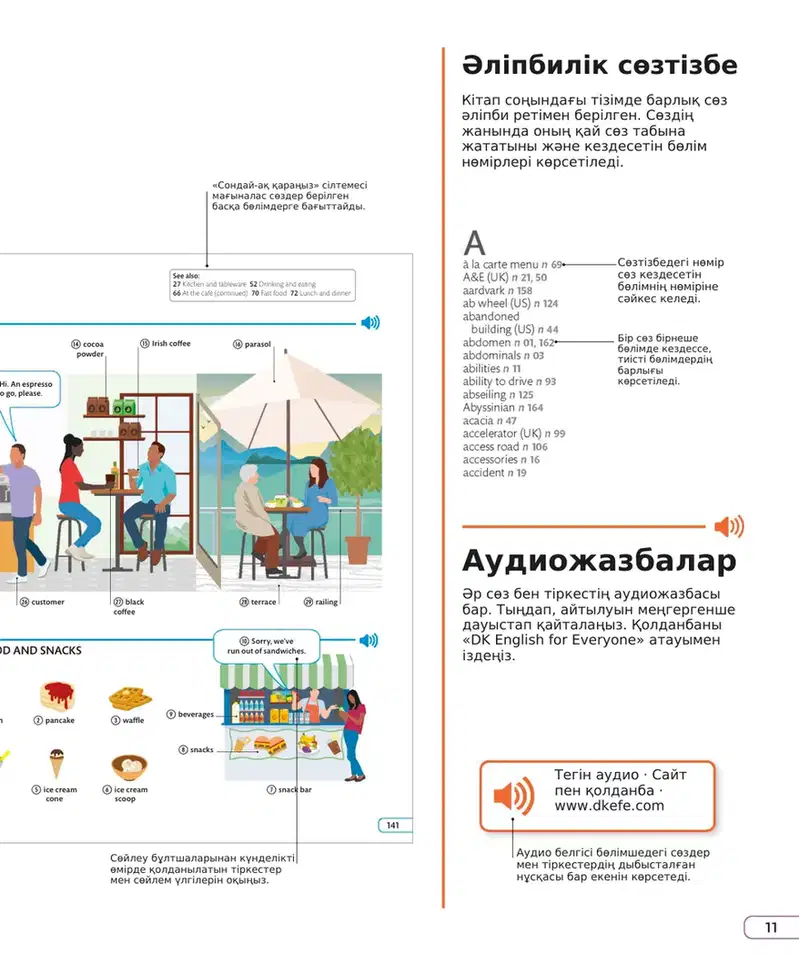 «Сондай-ақ қараңыз» сілтемесі
мағыналас сөздер берілген
басқа бөлімдерге бағыттайды.
See also:
27 Kitchen and tableware 52 Drinking and eating
66 At the café (continued) 70 Fast food 72 Lunch and dinner
⑭ cocoa
powder
⑮ Irish coffee
⑯ parasol
Hi. An espresso
to go, please.
㉖ customer
㉗ black
coffee
㉘ terrace
㉙ railing
OD AND SNACKS
⑩ Sorry, we've
run out of sandwiches.
② pancake
③ waffle
⑨ beverages
⑧ snacks
⑤ ice cream
cone
⑥ ice cream
scoop
⑦ snack bar
141
Сөйлеу бұлтшаларынан күнделікті
өмірде қолданылатын тіркестер
мен сөйлем үлгілерін оқыңыз.
Әліпбилік сөзтізбе
Кітап соңындағы тізімде барлық сөз
әліпби ретімен берілген. Сөздің
жанында оның қай сөз табына
жататыны және кездесетін бөлім
нөмірлері көрсетіледі.
A
à la carte menu n 69
A&E (UK) n 21, 50
aardvark n 158
ab wheel (US) n 124
abandoned
building (US) n 44
abdomen n 01, 162
abdominals n 03
abilities n 11
ability to drive n 93
abseiling n 125
Abyssinian n 164
acacia n 47
accelerator (UK) n 99
access road n 106
accessories n 16
accident n 19
Сөзтізбедегі нөмір
сөз кездесетін
бөлімнің нөміріне
сәйкес келеді.
Бір сөз бірнеше
бөлімде кездессе,
тиісті бөлімдердің
барлығы
көрсетіледі.
Аудиожазбалар
Әр сөз бен тіркестің аудиожазбасы
бар. Тыңдап, айтылуын меңгергенше
дауыстап қайталаңыз. Қолданбаны
«DK English for Everyone» атауымен
іздеңіз.
Тегін аудио · Сайт
пен қолданба ·
www.dkefe.com
Аудио белгісі бөлімшедегі сөздер
мен тіркестердің дыбысталған
нұсқасы бар екенін көрсетеді.
11